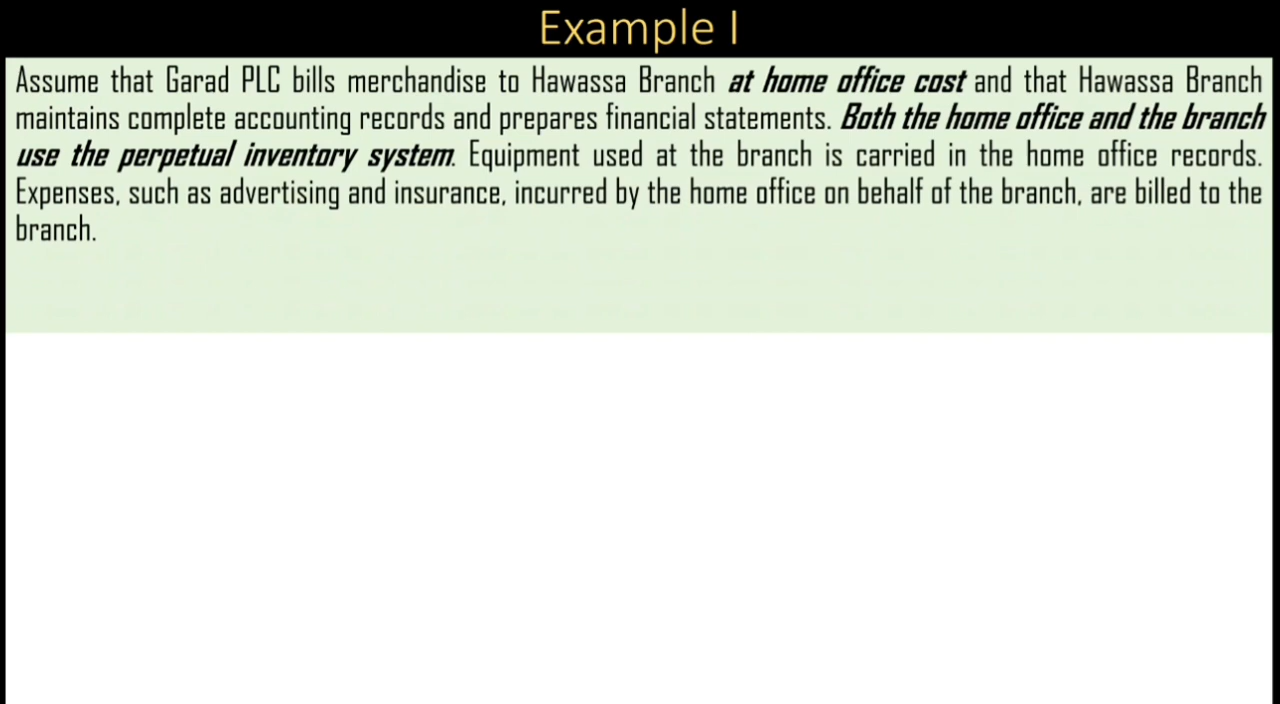 Example I
Assume that Garad PLC bills merchandise to Hawassa Branch at home office cost and that Hawassa Branch
maintains complete accounting records and prepares financial statements. Both the home office and the branch
use the perpetual inventory system. Equipment used at the branch is carried in the home office records.
Expenses, such as advertising and insurance, incurred by the home office on behalf of the branch, are billed to the
branch.